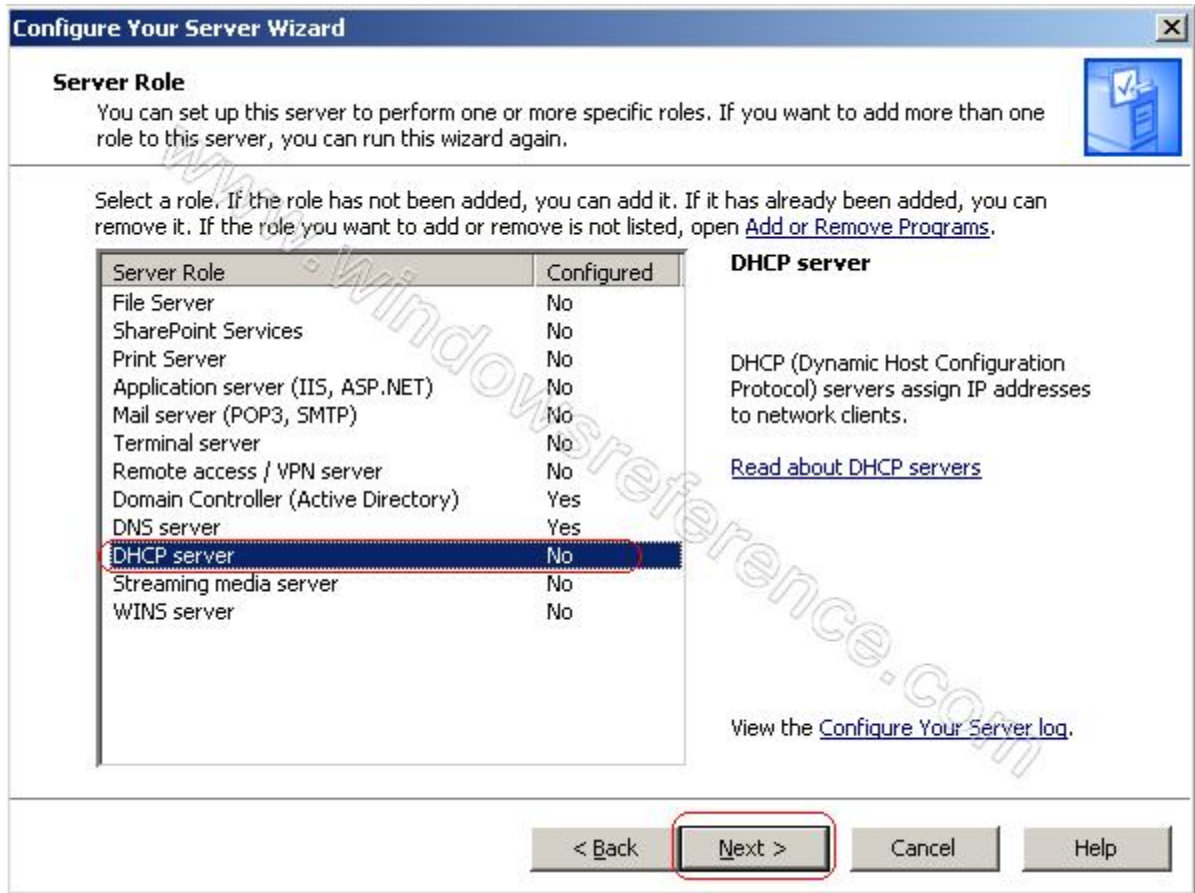 Configure Your Server Wizard
Server Role
You can set up this server to perform one or more specific roles. If you want to add more than one
role to this server, you can run this wizard again.
Select a role. If the role has not been added, you can add it. If it has already been added, you can
remove it. If the role you want to add or remove is not listed, open Add or Remove Programs.
Server Role Configured
File Server No
SharePoint Services No
Print Server No
Application server (IIS, ASP.NET) No
Mail server (POP3, SMTP) No
Terminal server No
Remote access / VPN server No
Domain Controller (Active Directory) Yes
DNS server Yes
DHCP server No
Streaming media server No
WINS server No
DHCP server
DHCP (Dynamic Host Configuration
Protocol) servers assign IP addresses
to network clients.
Read about DHCP servers
View the Configure Your Server log.
< Back Next > Cancel Help
www.windowsreference.com